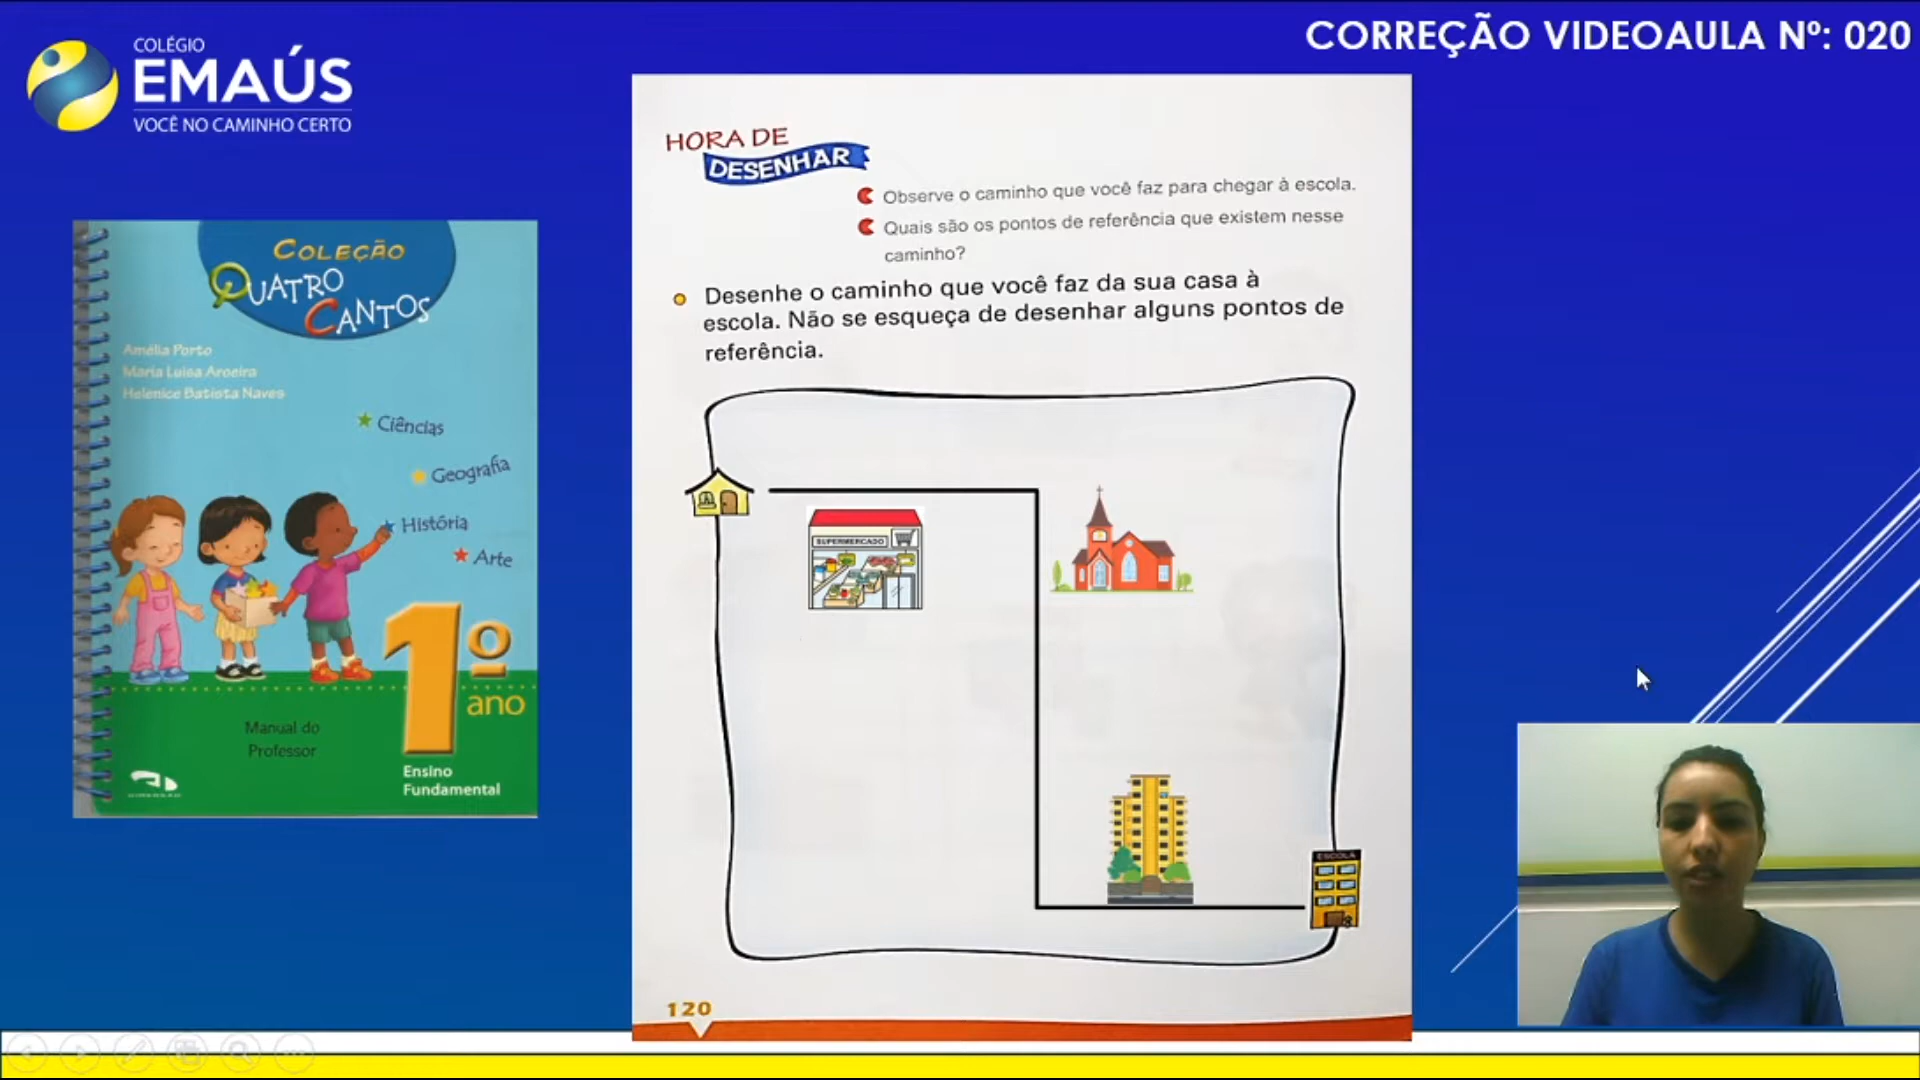 COLÉGIO
EMAÚS
VOCÊ NO CAMINHO CERTO
CORREÇÃO VIDEOAULA Nº: 020
COLEÇÃO
QUATRO
CANTOS
Amélia Porto
Maria Luisa Aroeira
Helenice Batista Naves
Ciências
Geografia
História
Arte
1º
ano
Manual do
Professor
Ensino
Fundamental
HORA DE
DESENHAR
Observe o caminho que você faz para chegar à escola.
Quais são os pontos de referência que existem nesse
caminho?
Desenhe o caminho que você faz da sua casa à
escola. Não se esqueça de desenhar alguns pontos de
referência.
SUPERMERCADO
ESCOLA
120